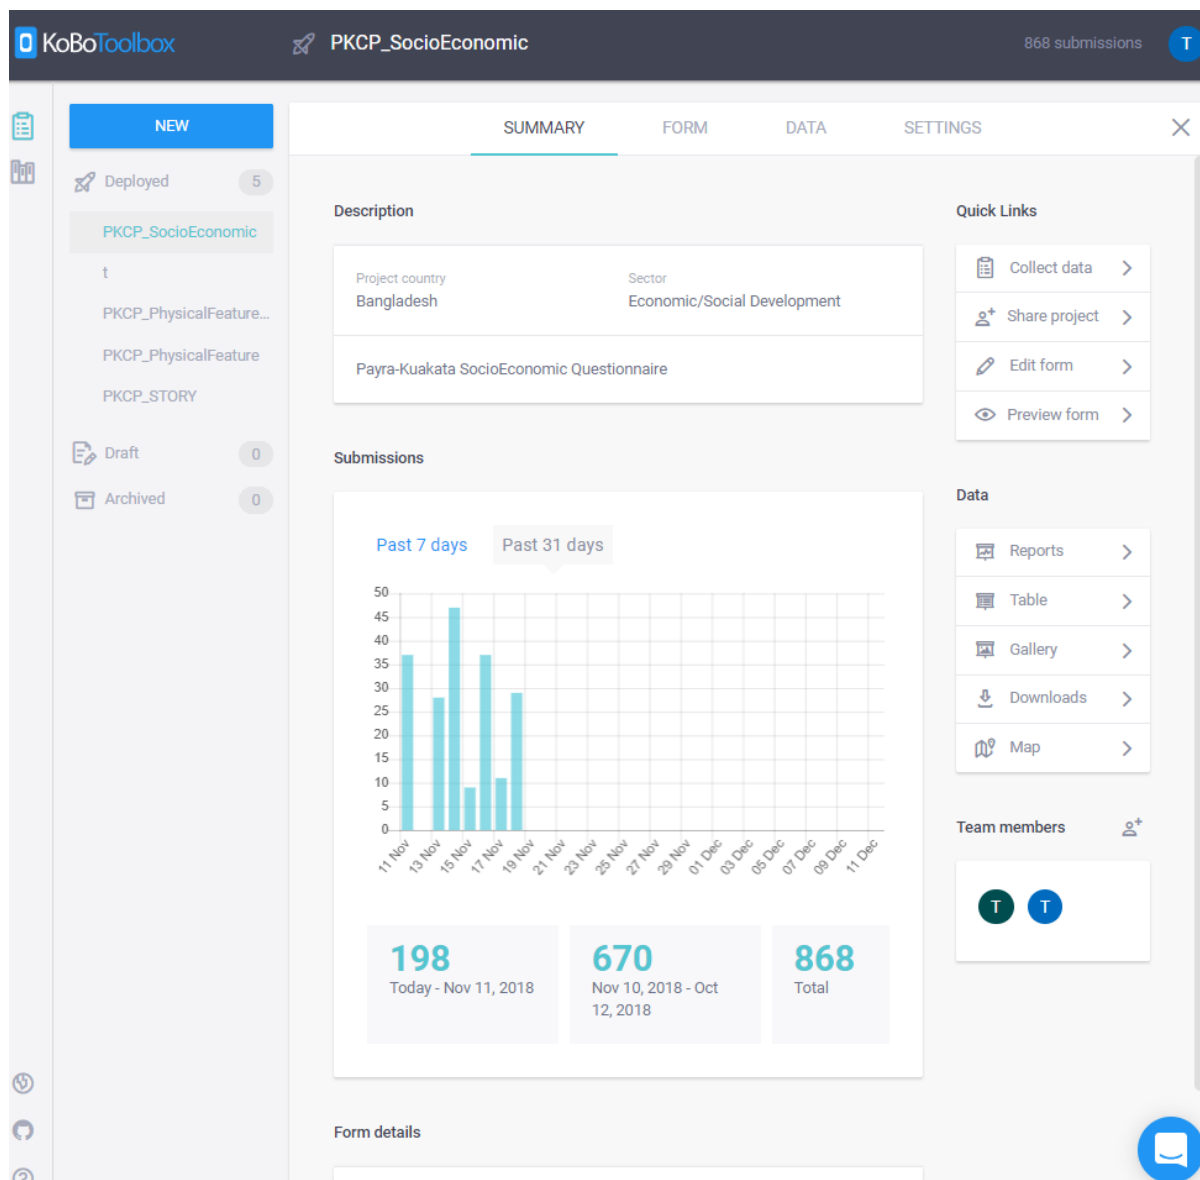 KoBoToolbox
PKCP_SocioEconomic
868 submissions
T
NEW
Deployed
5
PKCP_SocioEconomic
t
PKCP_PhysicalFeature...
PKCP_PhysicalFeature
PKCP_STORY
Draft
0
Archived
0
SUMMARY
FORM
DATA
SETTINGS
Description
Project country
Bangladesh
Sector
Economic/Social Development
Payra-Kuakata SocioEconomic Questionnaire
Submissions
Past 7 days
Past 31 days
50
45
40
35
30
25
20
15
10
5
0
11 Nov
13 Nov
15 Nov
17 Nov
19 Nov
21 Nov
23 Nov
25 Nov
27 Nov
29 Nov
01 Dec
03 Dec
05 Dec
07 Dec
09 Dec
11 Dec
198
Today - Nov 11, 2018
670
Nov 10, 2018 - Oct
12, 2018
868
Total
Form details
Quick Links
Collect data
Share project
Edit form
Preview form
Data
Reports
Table
Gallery
Downloads
Map
Team members
T
T